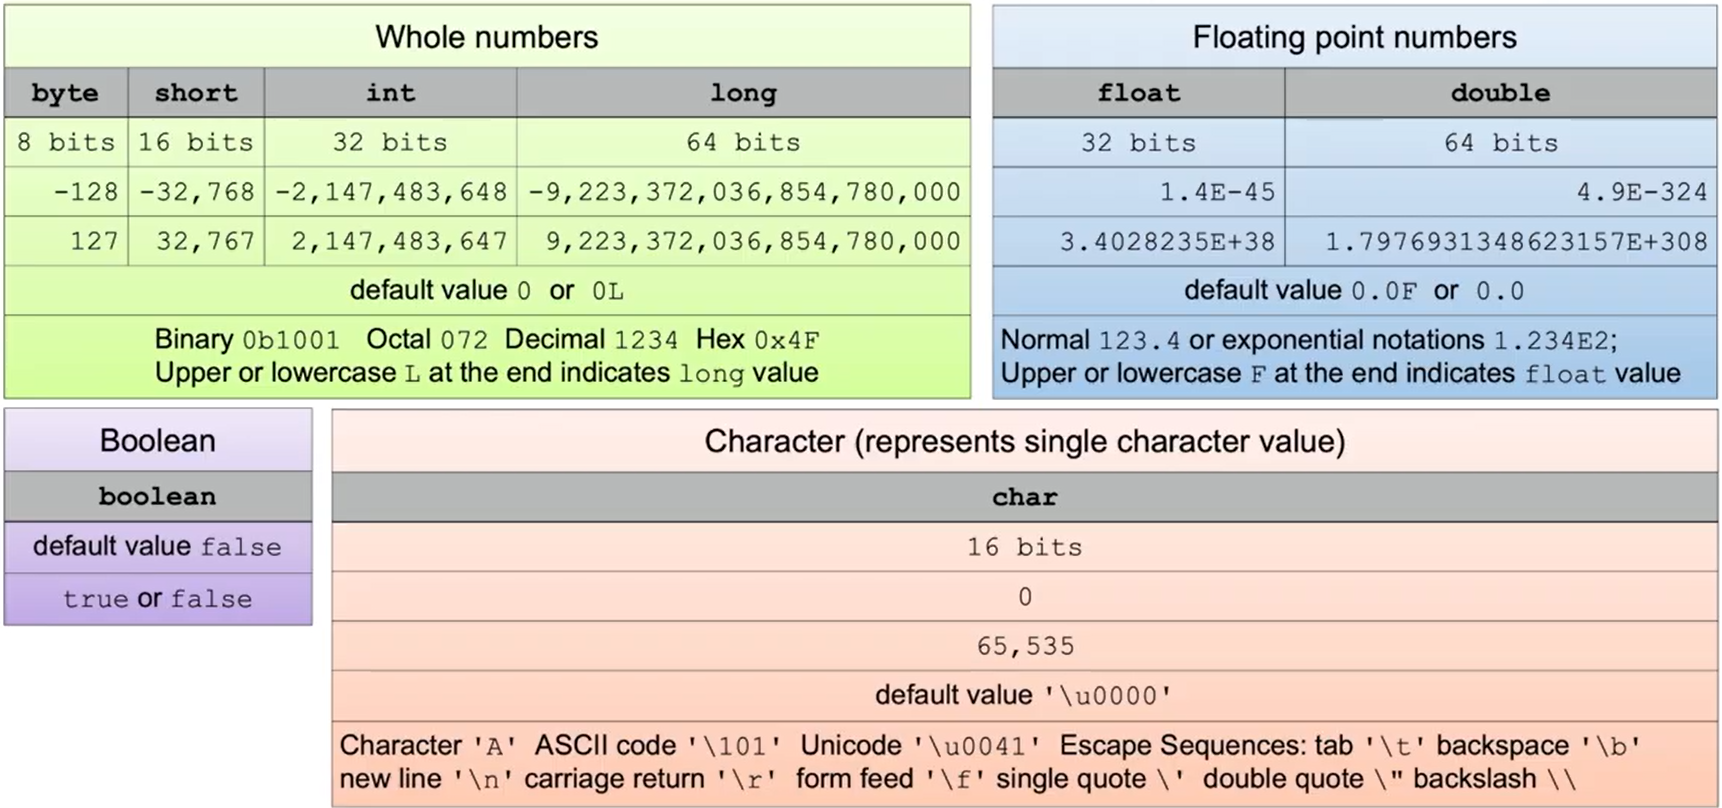 Whole numbers
byte short int long
8 bits 16 bits 32 bits 64 bits
-128 -32,768 -2,147,483,648 -9,223,372,036,854,780,000
127 32,767 2,147,483,647 9,223,372,036,854,780,000
default value 0 or 0L
Binary 0b1001 Octal 072 Decimal 1234 Hex 0x4F
Upper or lowercase L at the end indicates long value
Floating point numbers
float double
32 bits 64 bits
1.4E-45 4.9E-324
3.4028235E+38 1.7976931348623157E+308
default value 0.0F or 0.0
Normal 123.4 or exponential notations 1.234E2;
Upper or lowercase F at the end indicates float value
Boolean
boolean
default value false
true or false
Character (represents single character value)
char
16 bits
0
65,535
default value '\u0000'
Character 'A' ASCII code '\101' Unicode '\u0041' Escape Sequences: tab '\t' backspace '\b'
new line '\n' carriage return '\r' form feed '\f' single quote \' double quote \" backslash \\